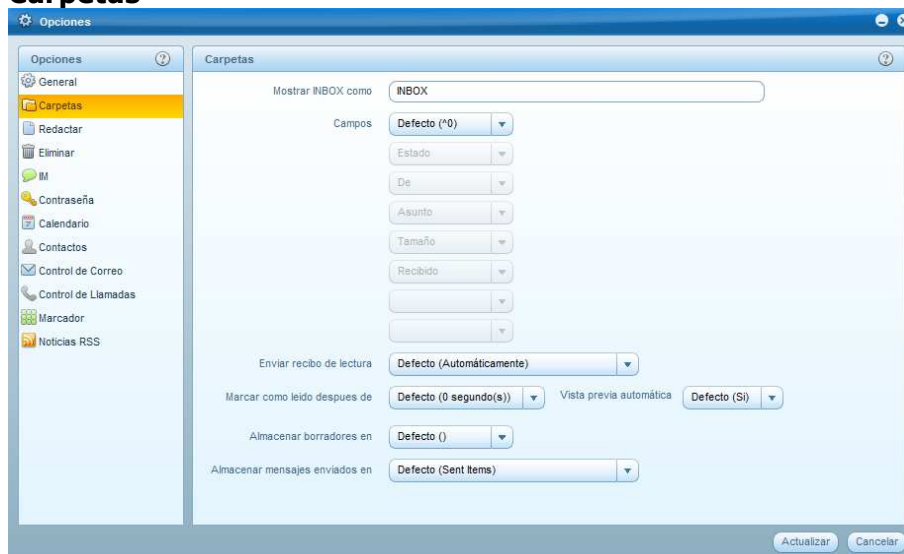 Carpetas
Opciones
Opciones
General
Carpetas
Redactar
Eliminar
IM
Contraseña
Calendario
Contactos
Control de Correo
Control de Llamadas
Marcador
Noticias RSS
Carpetas
Mostrar INBOX como INBOX
Campos Defecto (^0)
Estado
De
Asunto
Tamaño
Recibido
Enviar recibo de lectura Defecto (Automáticamente)
Marcar como leido despues de Defecto (0 segundo(s)) Vista previa automática Defecto (Si)
Almacenar borradores en Defecto ()
Almacenar mensajes enviados en Defecto (Sent Items)
Actualizar Cancelar